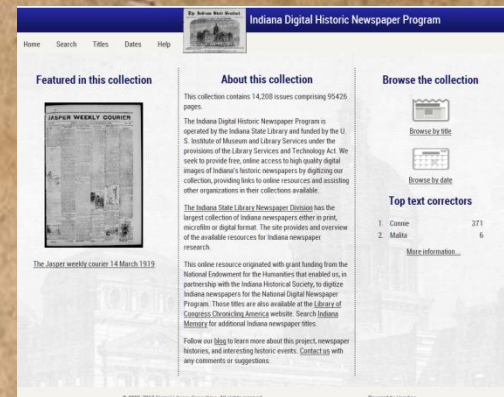 The Indiana State Sentinel
Indiana Digital Historic Newspaper Program
Home Search Titles Dates Help
Featured in this collection
JASPER WEEKLY COURIER
The Jasper weekly courier 14 March 1919
About this collection
This collection contains 14,208 issues comprising 95426
pages.
The Indiana Digital Historic Newspaper Program is
operated by the Indiana State Library and funded by the U.
S. Institute of Museum and Library Services under the
provisions of the Library Services and Technology Act. We
seek to provide free, online access to high quality digital
images of Indiana's historic newspapers by digitizing our
collection, providing links to online resources and assisting
other organizations in their collections available.
The Indiana State Library Newspaper Division has the
largest collection of Indiana newspapers either in print,
microfilm or digital format. The site provides and overview
of the available resources for Indiana newspaper
research.
This online resource originated with grant funding from the
National Endowment for the Humanities that enabled us, in
partnership with the Indiana Historical Society, to digitize
Indiana newspapers for the National Digital Newspaper
Program. Those titles are also available at the Library of
Congress Chronicling America website. Search Indiana
Memory for additional Indiana newspaper titles.
Follow our blog to learn more about this project, newspaper
histories, and interesting historic events. Contact us with
any comments or suggestions.
Browse the collection
Browse by title
Browse by date
Top text correctors
1. Connie 371
2. Malita 6
More information...